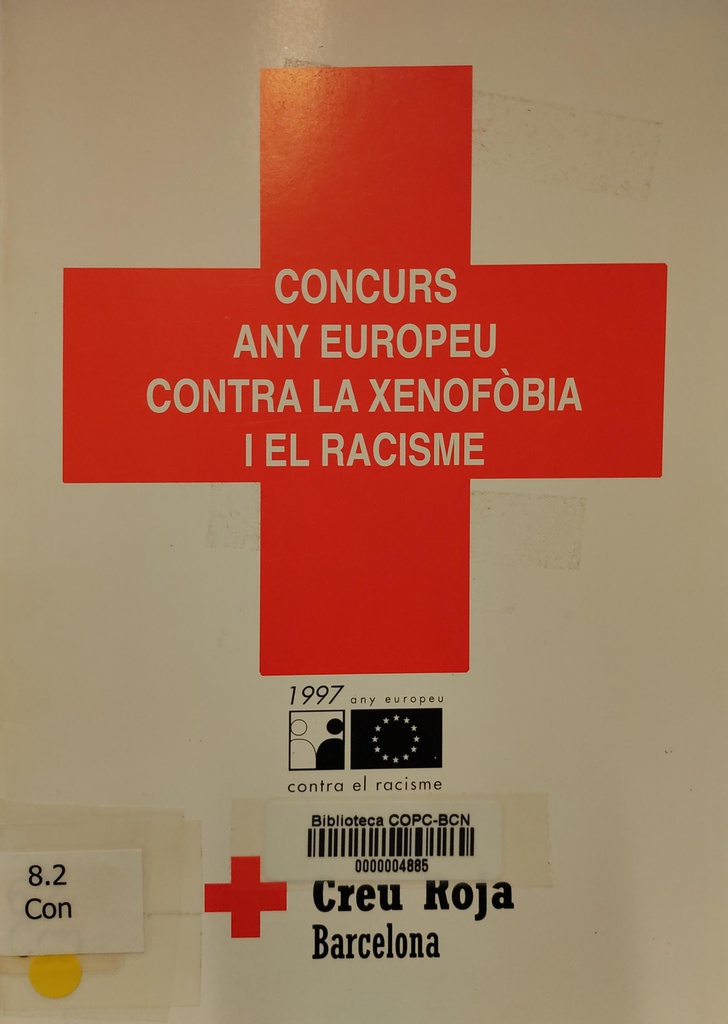 CONCURS
ANY EUROPEU
CONTRA LA XENOFÒBIA
I EL RACISME
1997 any europeu
contra el racisme
Biblioteca COPC-BCN
0000004885
8.2
Con
Creu Roja
Barcelona